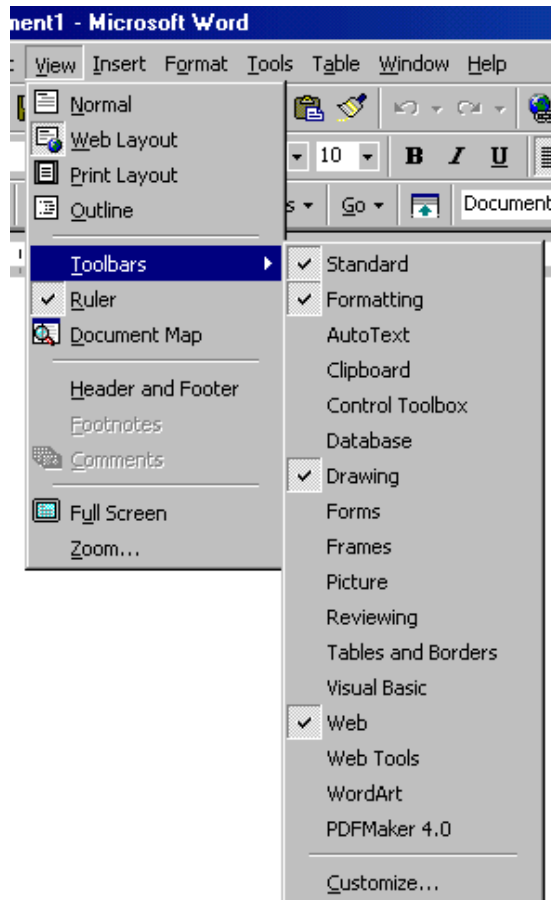 ment1 - Microsoft Word
View Insert Format Tools Table Window Help
Normal
Web Layout
10 B I U
Print Layout
Outline
s Go Document
Toolbars
Ruler
Document Map
Header and Footer
Footnotes
Comments
Full Screen
Zoom...
Standard
Formatting
AutoText
Clipboard
Control Toolbox
Database
Drawing
Forms
Frames
Picture
Reviewing
Tables and Borders
Visual Basic
Web
Web Tools
WordArt
PDFMaker 4.0
Customize...